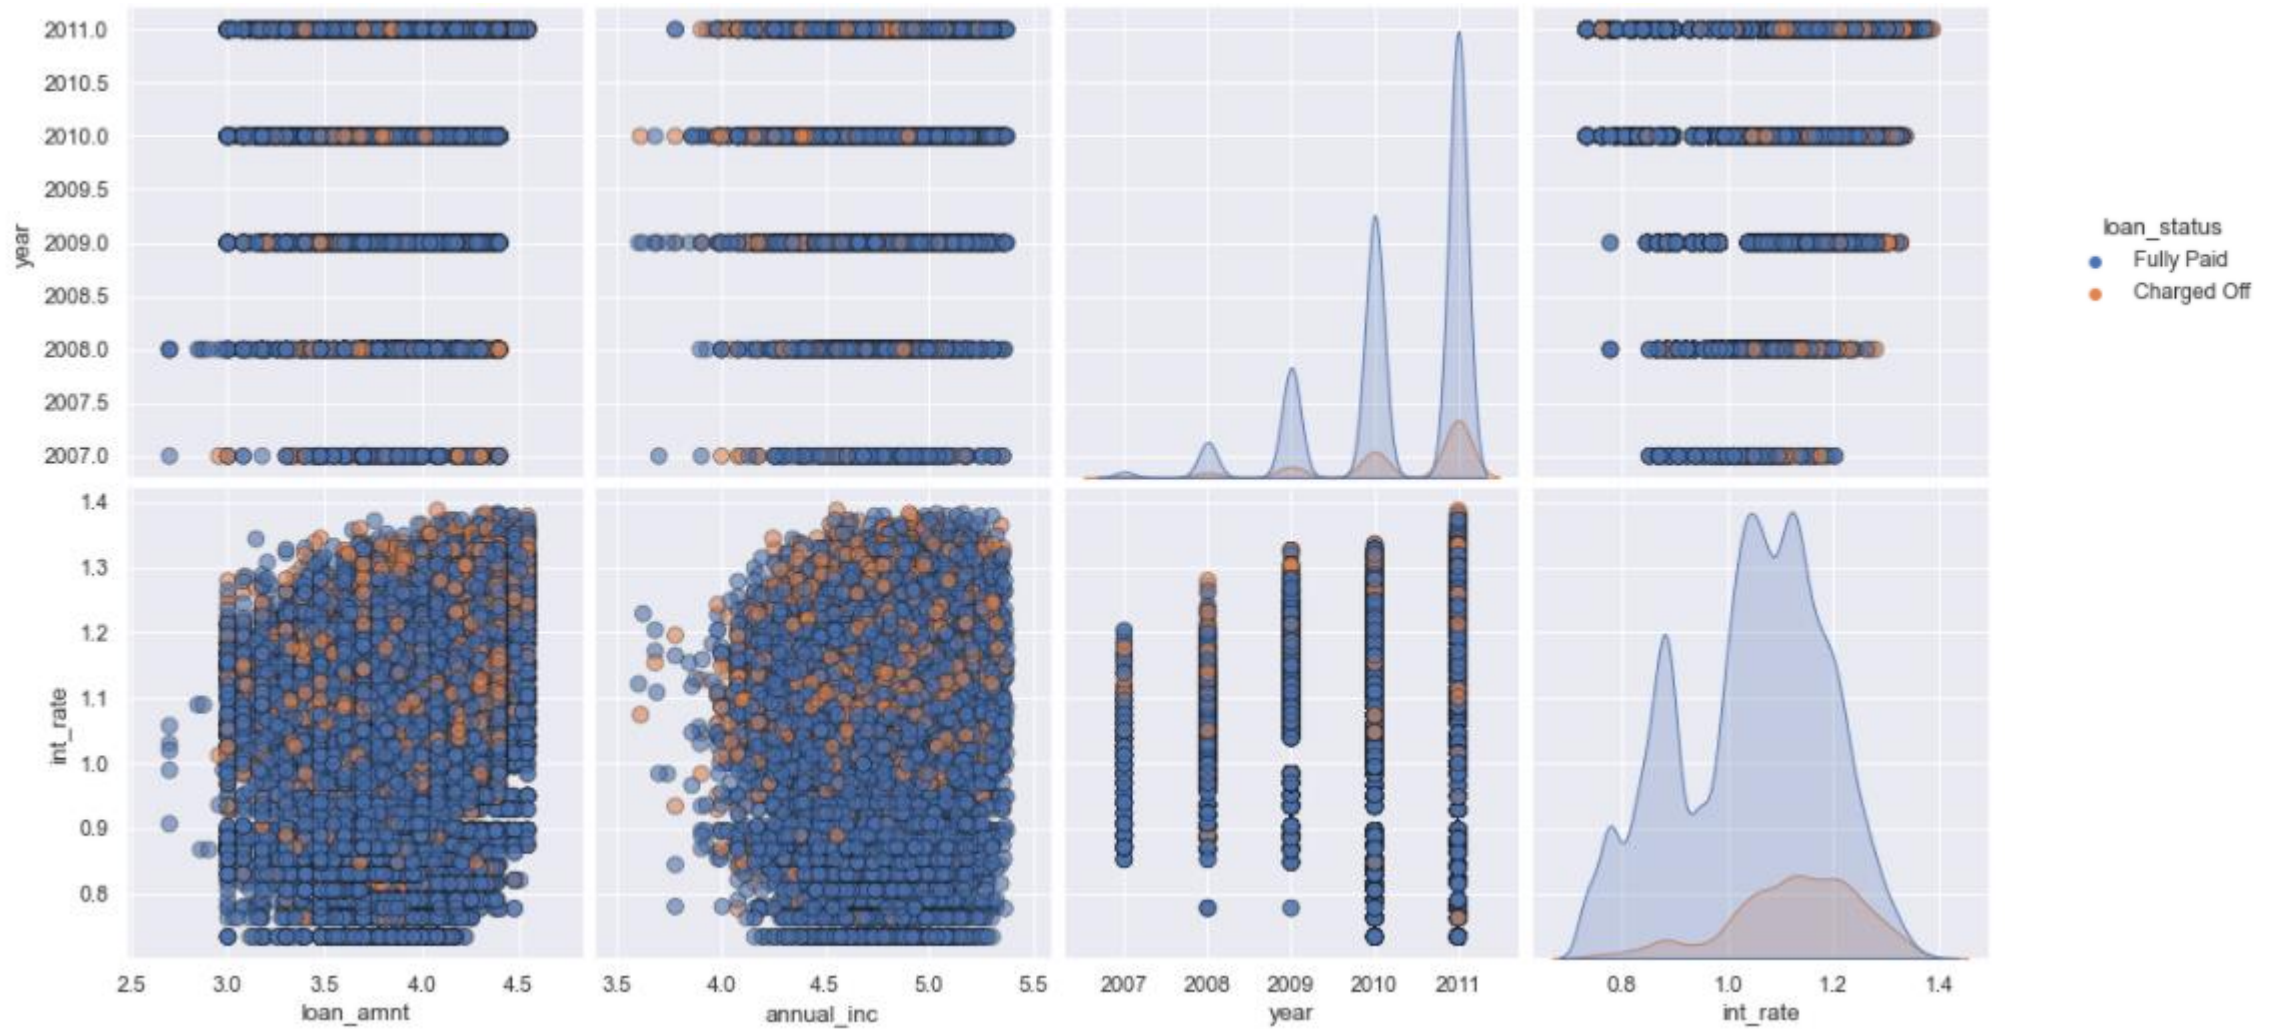 2011.0
2010.5
2010.0
2009.5
2009.0
2008.5
2008.0
2007.5
2007.0
year
loan_status
Fully Paid
Charged Off
1.4
1.3
1.2
1.1
1.0
0.9
0.8
int_rate
2.5 3.0 3.5 4.0 4.5
3.5 4.0 4.5 5.0 5.5
2007 2008 2009 2010 2011
0.8 1.0 1.2 1.4
loan_amnt
annual_inc
year
int_rate